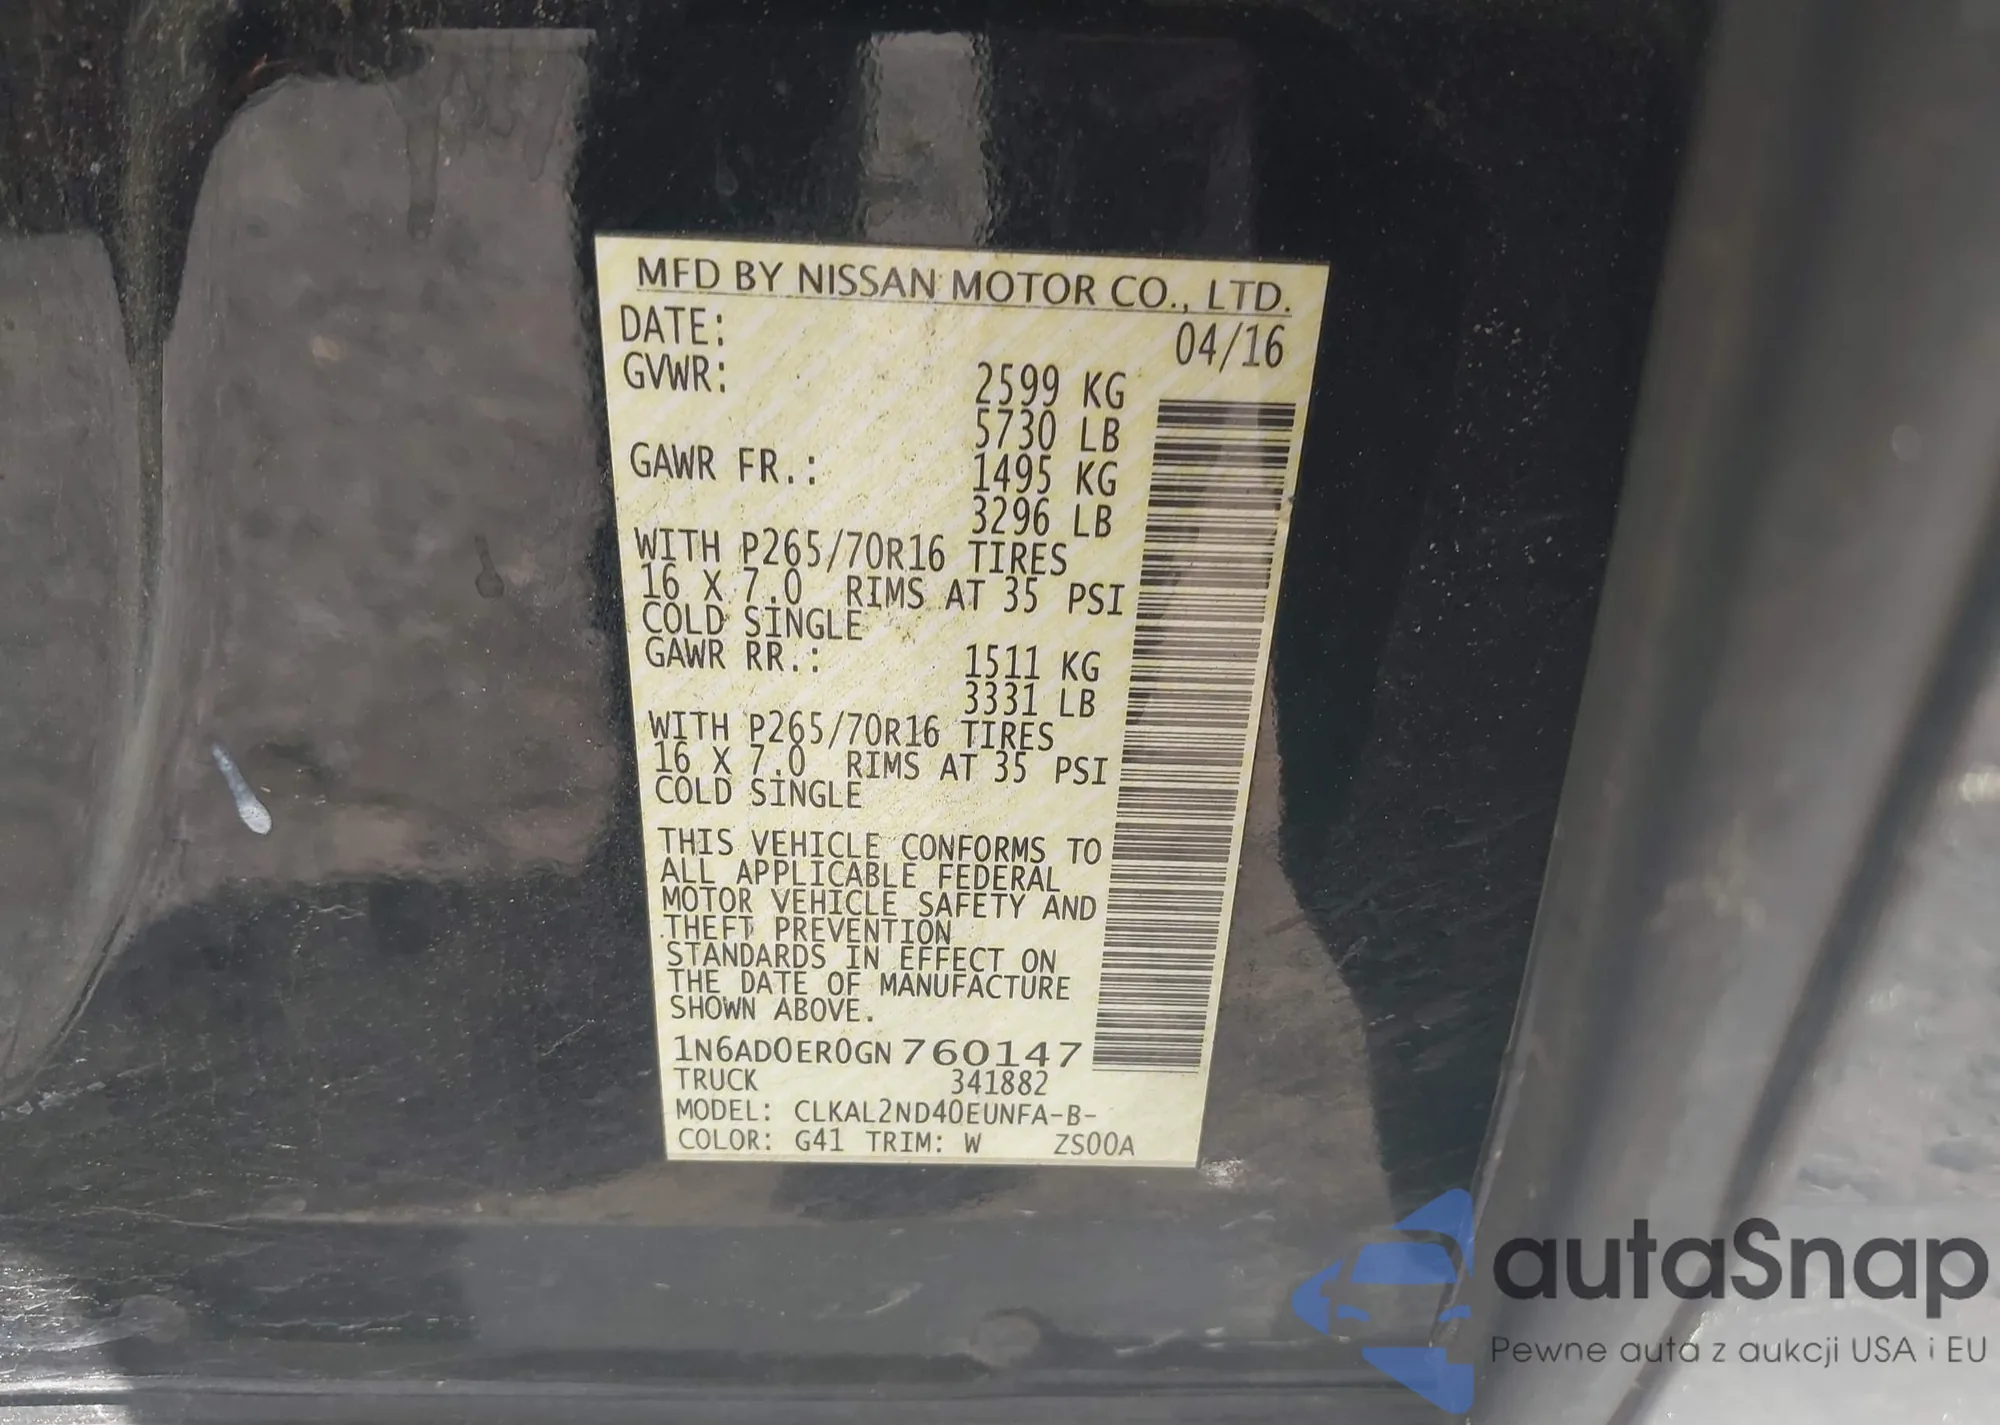 MFD BY NISSAN MOTOR CO., LTD.
DATE: 04/16
GVWR: 2599 KG
5730 LB
GAWR FR.: 1495 KG
3296 LB
WITH P265/70R16 TIRES
16 X 7.0 RIMS AT 35 PSI
COLD SINGLE
GAWR RR.: 1511 KG
3331 LB
WITH P265/70R16 TIRES
16 X 7.0 RIMS AT 35 PSI
COLD SINGLE
THIS VEHICLE CONFORMS TO
ALL APPLICABLE FEDERAL
MOTOR VEHICLE SAFETY AND
THEFT PREVENTION
STANDARDS IN EFFECT ON
THE DATE OF MANUFACTURE
SHOWN ABOVE.
1N6AD0ER0GN760147
TRUCK 341882
MODEL: CLKAL2ND40EUNFA-B-
COLOR: G41 TRIM: W ZS00A
autaSnap
Pewne auta z aukcji USA i EU